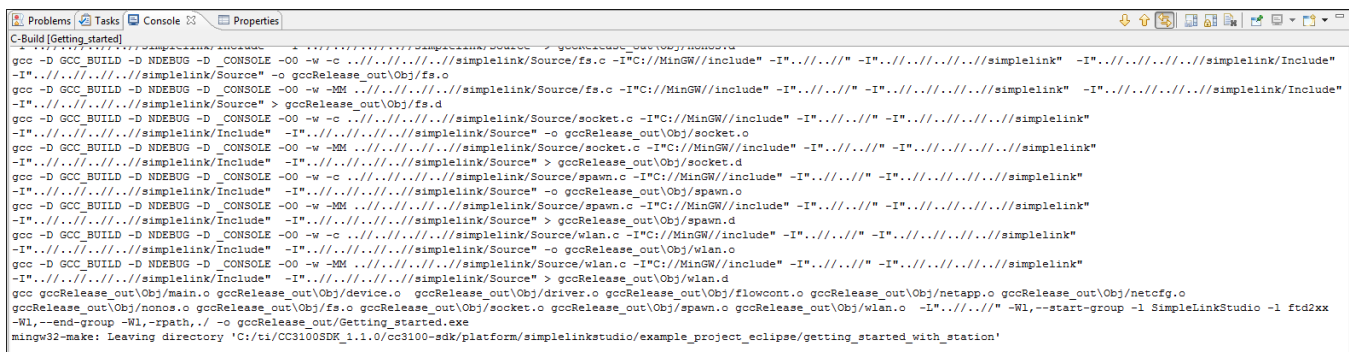 Problems Tasks Console Properties
C-Build [Getting_started]
-I"..//..//..//..//simplelink/Include" -I"..//..//..//..//simplelink/Source" > gccRelease_out\Obj/nonos.d
gcc -D GCC_BUILD -D NDEBUG -D _CONSOLE -O0 -w -c ..//..//..//..//simplelink/Source/fs.c -I"C://MinGW//include" -I"..//..//" -I"..//..//..//..//simplelink" -I"..//..//..//..//simplelink/Include"
-I"..//..//..//..//simplelink/Source" -o gccRelease_out\Obj/fs.o
gcc -D GCC_BUILD -D NDEBUG -D _CONSOLE -O0 -w -MM ..//..//..//..//simplelink/Source/fs.c -I"C://MinGW//include" -I"..//..//" -I"..//..//..//..//simplelink" -I"..//..//..//..//simplelink/Include"
-I"..//..//..//..//simplelink/Source" > gccRelease_out\Obj/fs.d
gcc -D GCC_BUILD -D NDEBUG -D _CONSOLE -O0 -w -c ..//..//..//..//simplelink/Source/socket.c -I"C://MinGW//include" -I"..//..//" -I"..//..//..//..//simplelink"
-I"..//..//..//..//simplelink/Include" -I"..//..//..//..//simplelink/Source" -o gccRelease_out\Obj/socket.o
gcc -D GCC_BUILD -D NDEBUG -D _CONSOLE -O0 -w -MM ..//..//..//..//simplelink/Source/socket.c -I"C://MinGW//include" -I"..//..//" -I"..//..//..//..//simplelink"
-I"..//..//..//..//simplelink/Include" -I"..//..//..//..//simplelink/Source" > gccRelease_out\Obj/socket.d
gcc -D GCC_BUILD -D NDEBUG -D _CONSOLE -O0 -w -c ..//..//..//..//simplelink/Source/spawn.c -I"C://MinGW//include" -I"..//..//" -I"..//..//..//..//simplelink"
-I"..//..//..//..//simplelink/Include" -I"..//..//..//..//simplelink/Source" -o gccRelease_out\Obj/spawn.o
gcc -D GCC_BUILD -D NDEBUG -D _CONSOLE -O0 -w -MM ..//..//..//..//simplelink/Source/spawn.c -I"C://MinGW//include" -I"..//..//" -I"..//..//..//..//simplelink"
-I"..//..//..//..//simplelink/Include" -I"..//..//..//..//simplelink/Source" > gccRelease_out\Obj/spawn.d
gcc -D GCC_BUILD -D NDEBUG -D _CONSOLE -O0 -w -c ..//..//..//..//simplelink/Source/wlan.c -I"C://MinGW//include" -I"..//..//" -I"..//..//..//..//simplelink"
-I"..//..//..//..//simplelink/Include" -I"..//..//..//..//simplelink/Source" -o gccRelease_out\Obj/wlan.o
gcc -D GCC_BUILD -D NDEBUG -D _CONSOLE -O0 -w -MM ..//..//..//..//simplelink/Source/wlan.c -I"C://MinGW//include" -I"..//..//" -I"..//..//..//..//simplelink"
-I"..//..//..//..//simplelink/Include" -I"..//..//..//..//simplelink/Source" > gccRelease_out\Obj/wlan.d
gcc gccRelease_out\Obj/main.o gccRelease_out\Obj/device.o gccRelease_out\Obj/driver.o gccRelease_out\Obj/flowcont.o gccRelease_out\Obj/netapp.o gccRelease_out\Obj/netcfg.o
gccRelease_out\Obj/nonos.o gccRelease_out\Obj/fs.o gccRelease_out\Obj/socket.o gccRelease_out\Obj/spawn.o gccRelease_out\Obj/wlan.o -L"..//..//" -Wl,--start-group -l SimpleLinkStudio -l ftd2xx
-Wl,--end-group -Wl,-rpath,./ -o gccRelease_out/Getting_started.exe
mingw32-make: Leaving directory 'C:/ti/CC3100SDK_1.1.0/cc3100-sdk/platform/simplelinkstudio/example_project_eclipse/getting_started_with_station'